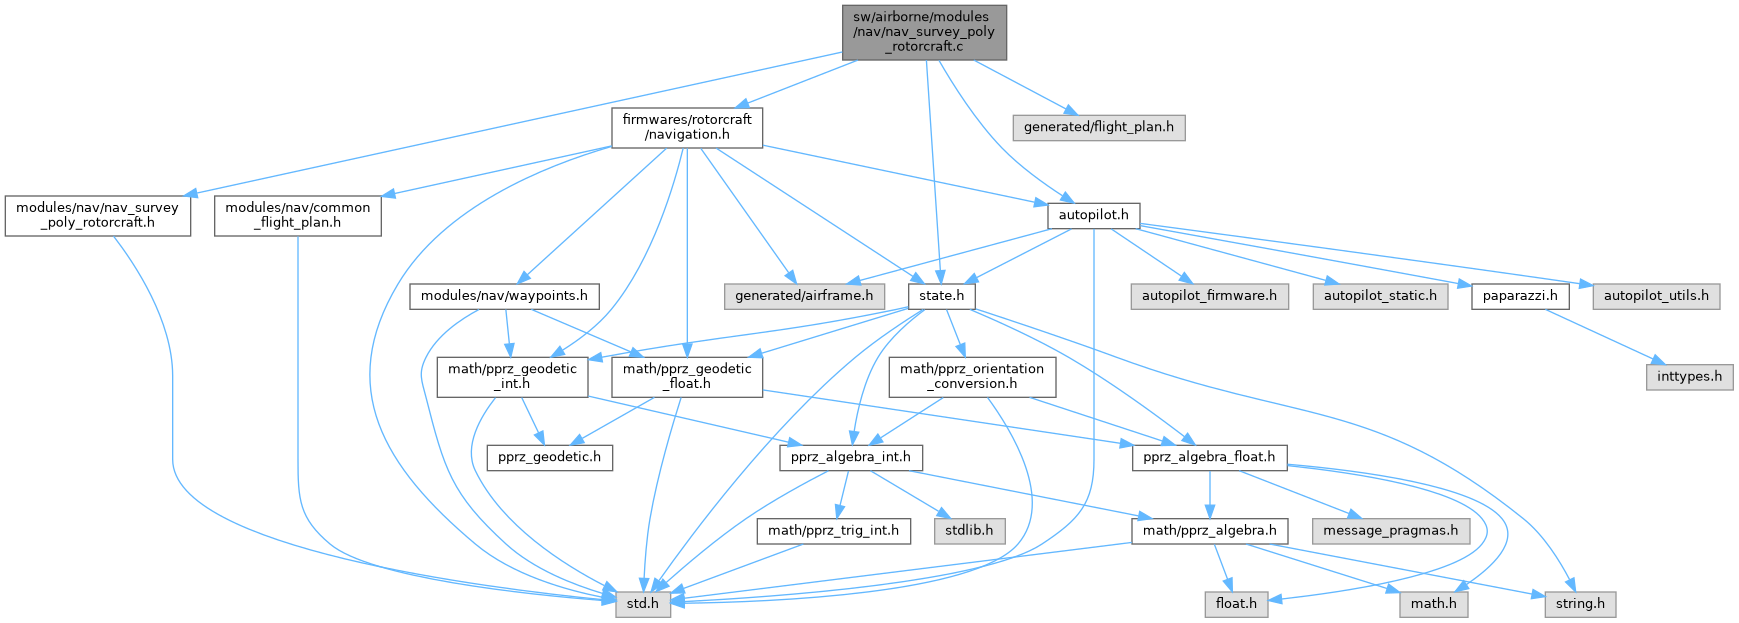 sw/airborne/modules
/nav/nav_survey_poly
_rotorcraft.c
firmwares/rotorcraft
/navigation.h
generated/flight_plan.h
modules/nav/nav_survey
_poly_rotorcraft.h
modules/nav/common
_flight_plan.h
autopilot.h
modules/nav/waypoints.h
generated/airframe.h
state.h
autopilot_firmware.h
autopilot_static.h
paparazzi.h
autopilot_utils.h
math/pprz_geodetic
_int.h
math/pprz_geodetic
_float.h
math/pprz_orientation
_conversion.h
inttypes.h
pprz_geodetic.h
pprz_algebra_int.h
pprz_algebra_float.h
math/pprz_trig_int.h
stdlib.h
math/pprz_algebra.h
message_pragmas.h
std.h
float.h
math.h
string.h